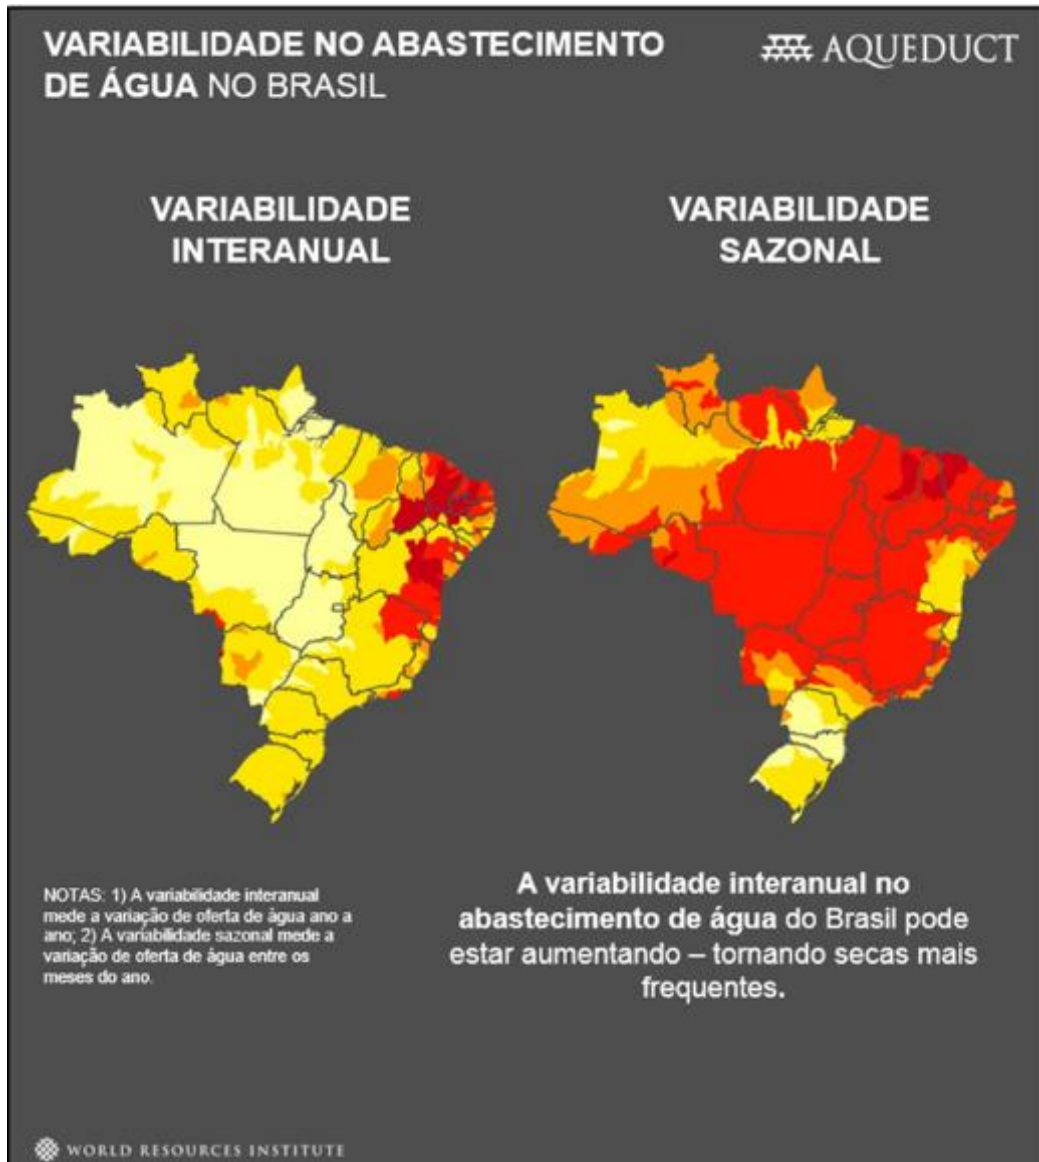 VARIABILIDADE NO ABASTECIMENTO
DE ÁGUA NO BRASIL
AQUEDUCT
VARIABILIDADE
INTERANUAL
VARIABILIDADE
SAZONAL
NOTAS: 1) A variabilidade interanual
mede a variação de oferta de água ano a
ano; 2) A variabilidade sazonal mede a
variação de oferta de água entre os
meses do ano.
A variabilidade interanual no
abastecimento de água do Brasil pode
estar aumentando – tornando secas mais
frequentes.
WORLD RESOURCES INSTITUTE